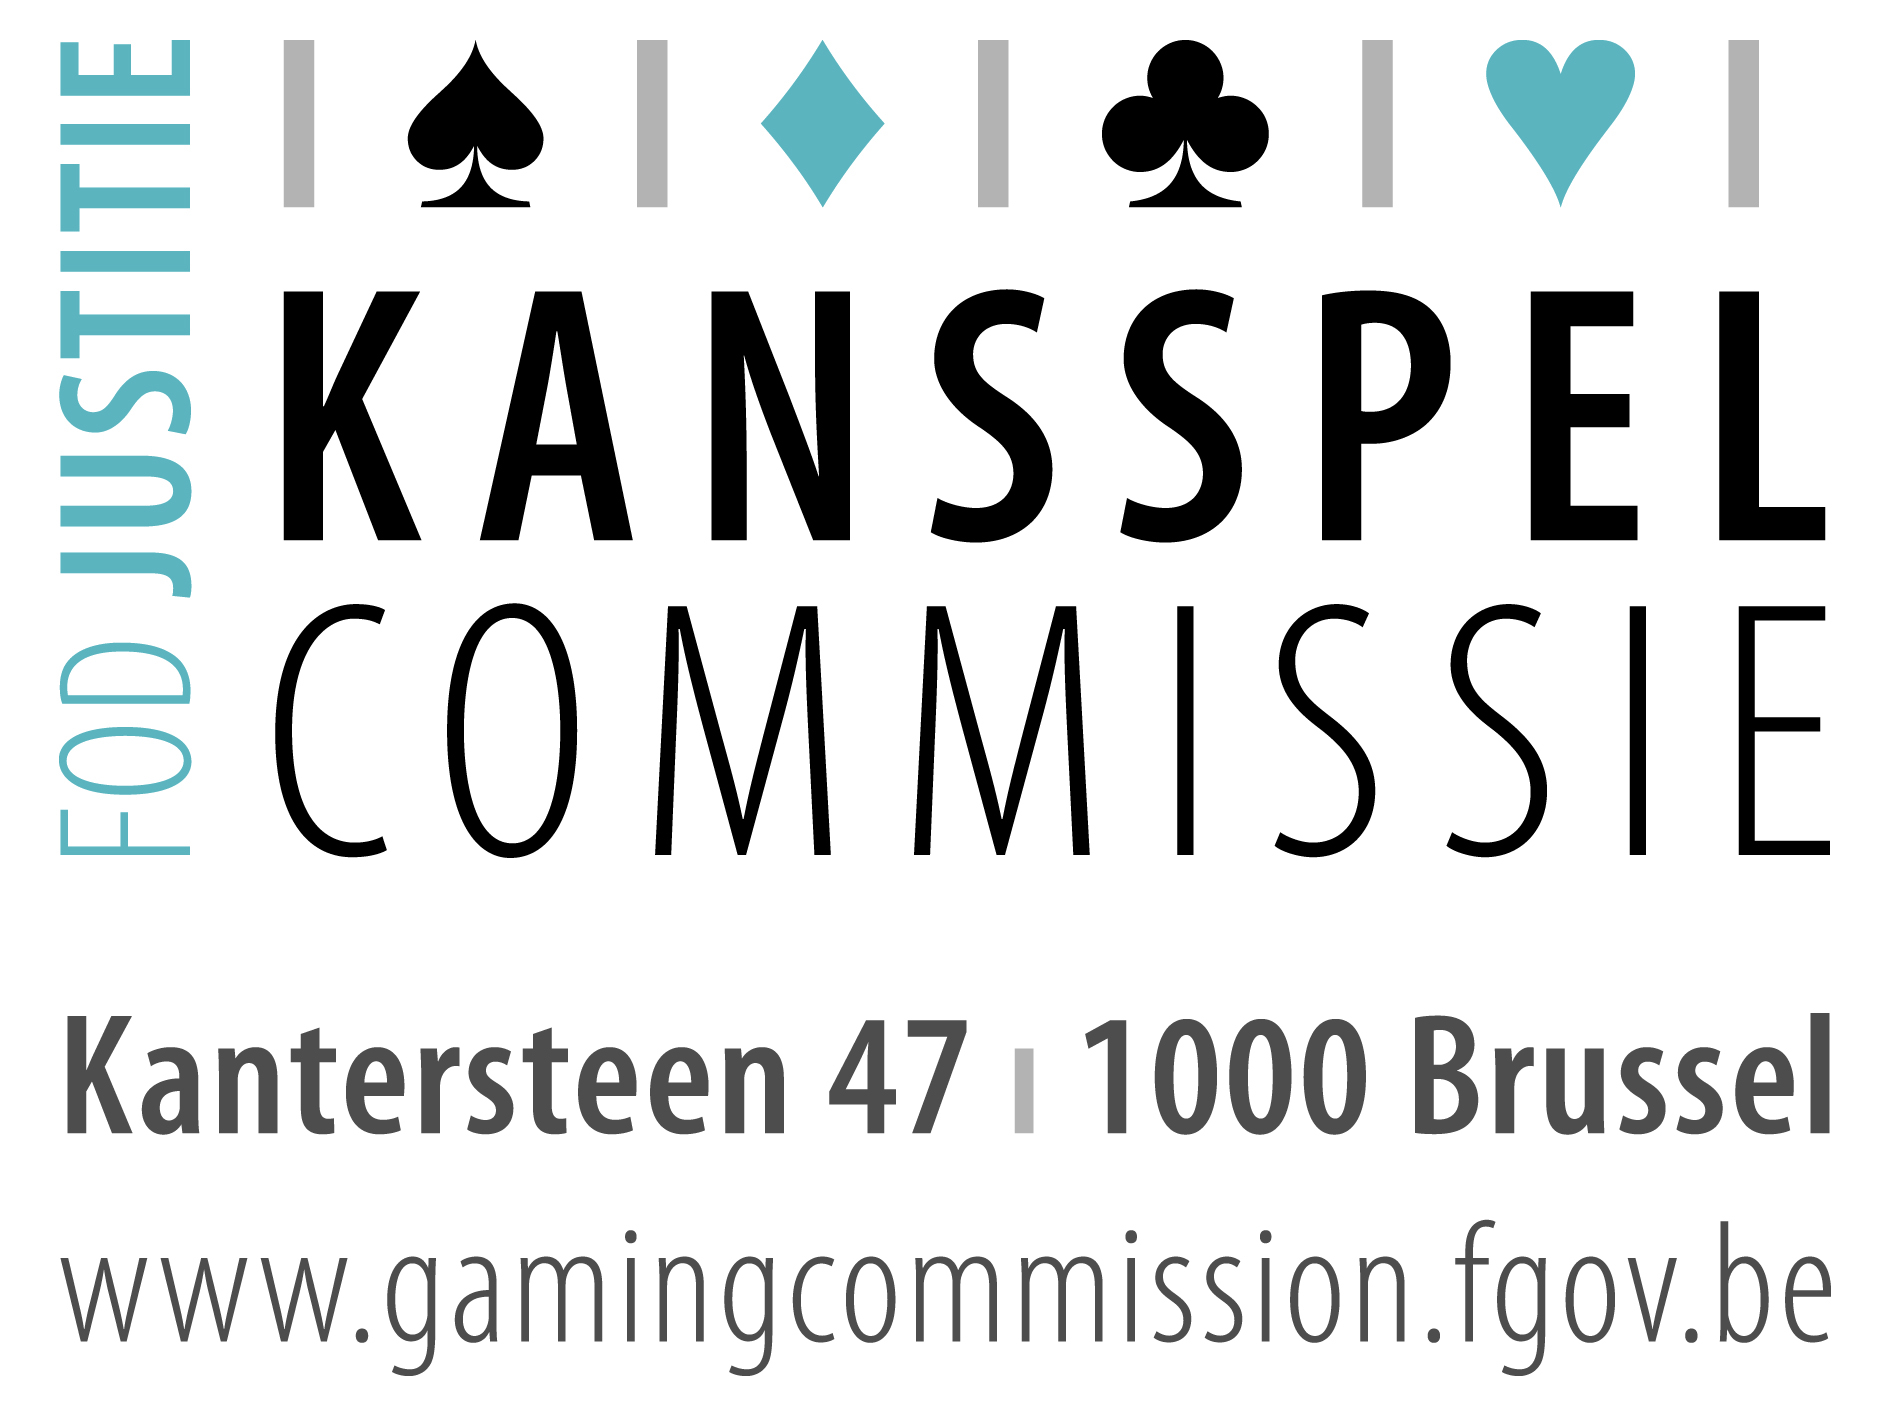 FOD JUSTITIE
KANSSPEL
COMMISSIE
Kantersteen 47 I 1000 Brussel
www.gamingcommission.fgov.be